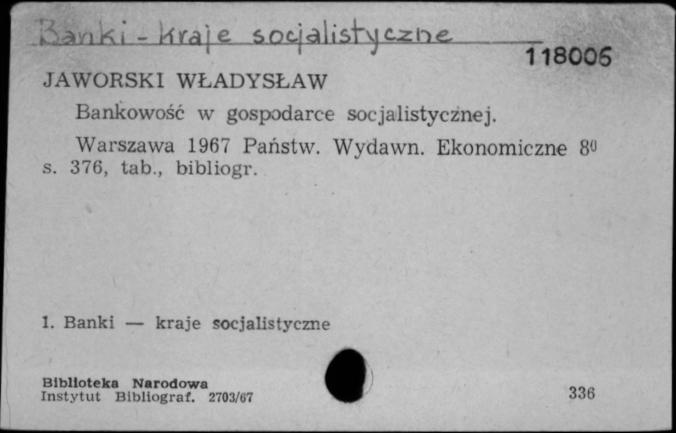 Banki - kraje socjalistyczne
118005
JAWORSKI WŁADYSŁAW
Bankowość w gospodarce socjalistycznej.
Warszawa 1967 Państw. Wydawn. Ekonomiczne 8⁰
s. 376, tab., bibliogr.
1. Banki — kraje socjalistyczne
Biblioteka Narodowa
Instytut Bibliograf. 2703/67
336